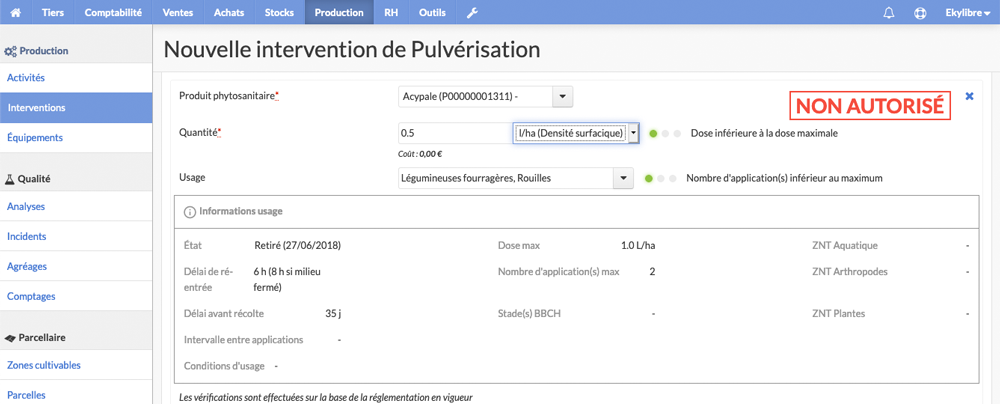 Tiers Comptabilité Ventes Achats Stocks Production RH Outils Ekylibre
Production
Activités
Interventions
Équipements
Qualité
Analyses
Incidents
Agréages
Comptages
Parcellaire
Zones cultivables
Parcelles
Nouvelle intervention de Pulvérisation
Produit phytosanitaire* Acypale (P00000001311) -
NON AUTORISÉ
Quantité* 0.5 l/ha (Densité surfacique) Dose inférieure à la dose maximale
Coût : 0,00 €
Usage Légumineuses fourragères, Rouilles Nombre d'application(s) inférieur au maximum
Informations usage
État Retiré (27/06/2018) Dose max 1.0 L/ha ZNT Aquatique -
Délai de ré- 6 h (8 h si milieu Nombre d'application(s) max 2 ZNT Arthropodes -
entrée fermé)
Délai avant récolte 35 j Stade(s) BBCH - ZNT Plantes -
Intervalle entre applications -
Conditions d'usage -
Les vérifications sont effectuées sur la base de la réglementation en vigueur